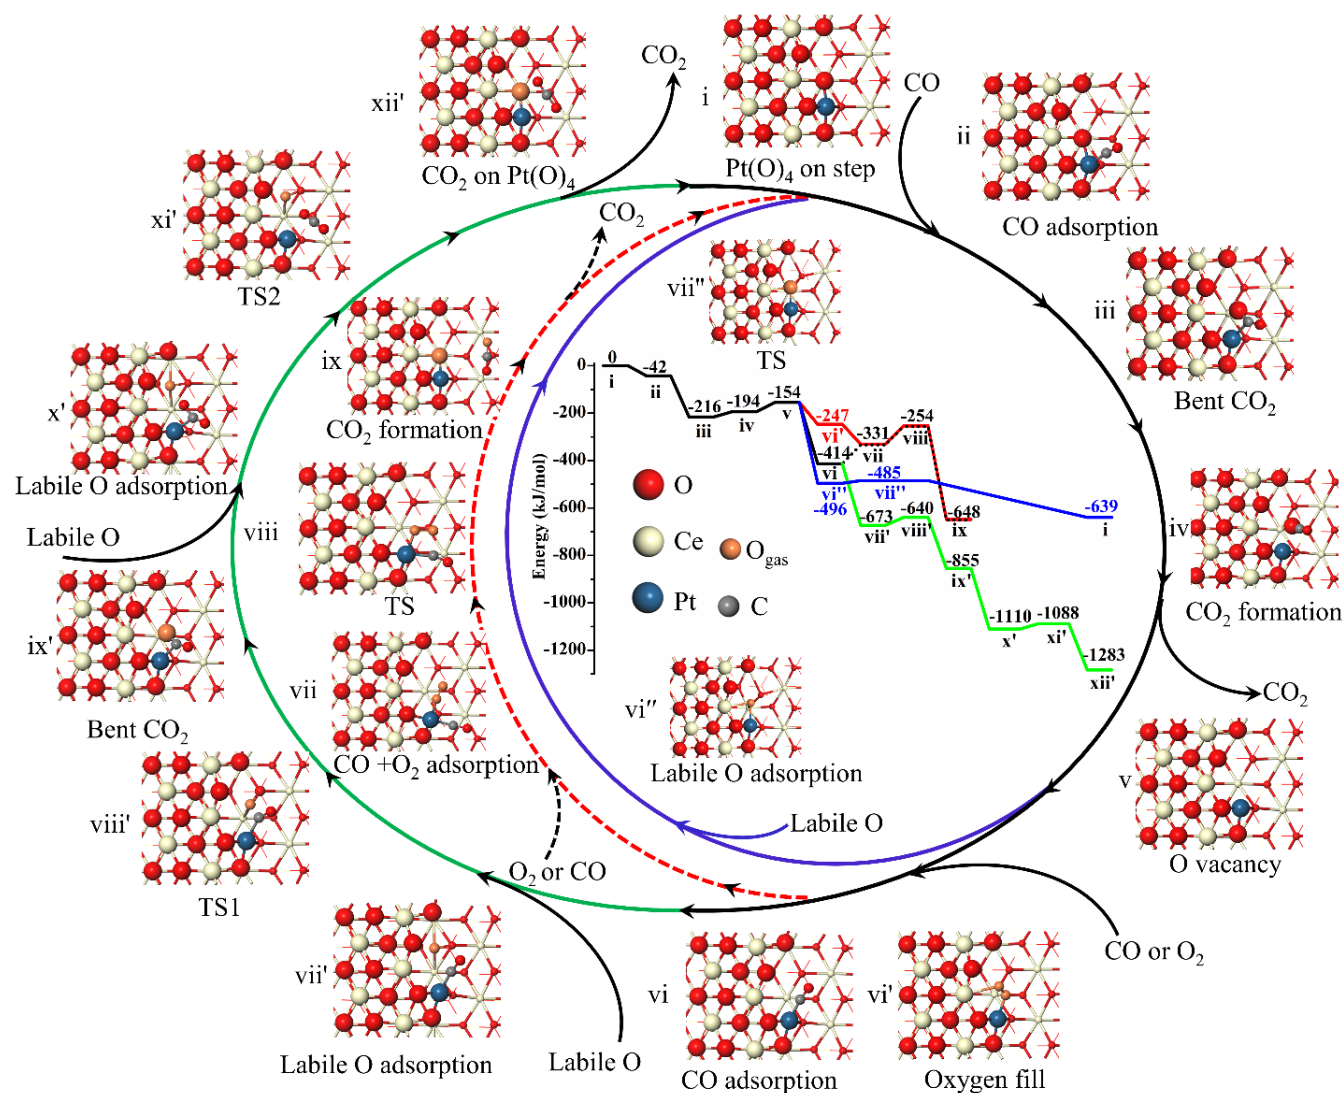 xii'
CO2 on Pt(O)4
CO2
i
Pt(O)4 on step
CO
ii
CO adsorption
xi'
TS2
CO2
vii''
TS
iii
Bent CO2
x'
Labile O adsorption
ix
CO2 formation
Labile O
viii
TS
iv
CO2 formation
CO2
ix'
Bent CO2
vii
CO +O2 adsorption
vi''
Labile O adsorption
v
O vacancy
viii'
TS1
O2 or CO
Labile O
CO or O2
vii'
Labile O adsorption
Labile O
vi
CO adsorption
vi'
Oxygen fill
Energy (kJ/mol)
0
-200
-400
-600
-800
-1000
-1200
0
i
-42
ii
-216
iii
-194
iv
-154
v
-247
vi'
-331
vii
-254
viii
-414
vi
vi''
-496
-485
vii''
-639
i
-648
ix
-673
vii'
-640
viii'
-855
ix'
-1110
x'
-1088
xi'
-1283
xii'
O
Ce
Ogas
Pt
C